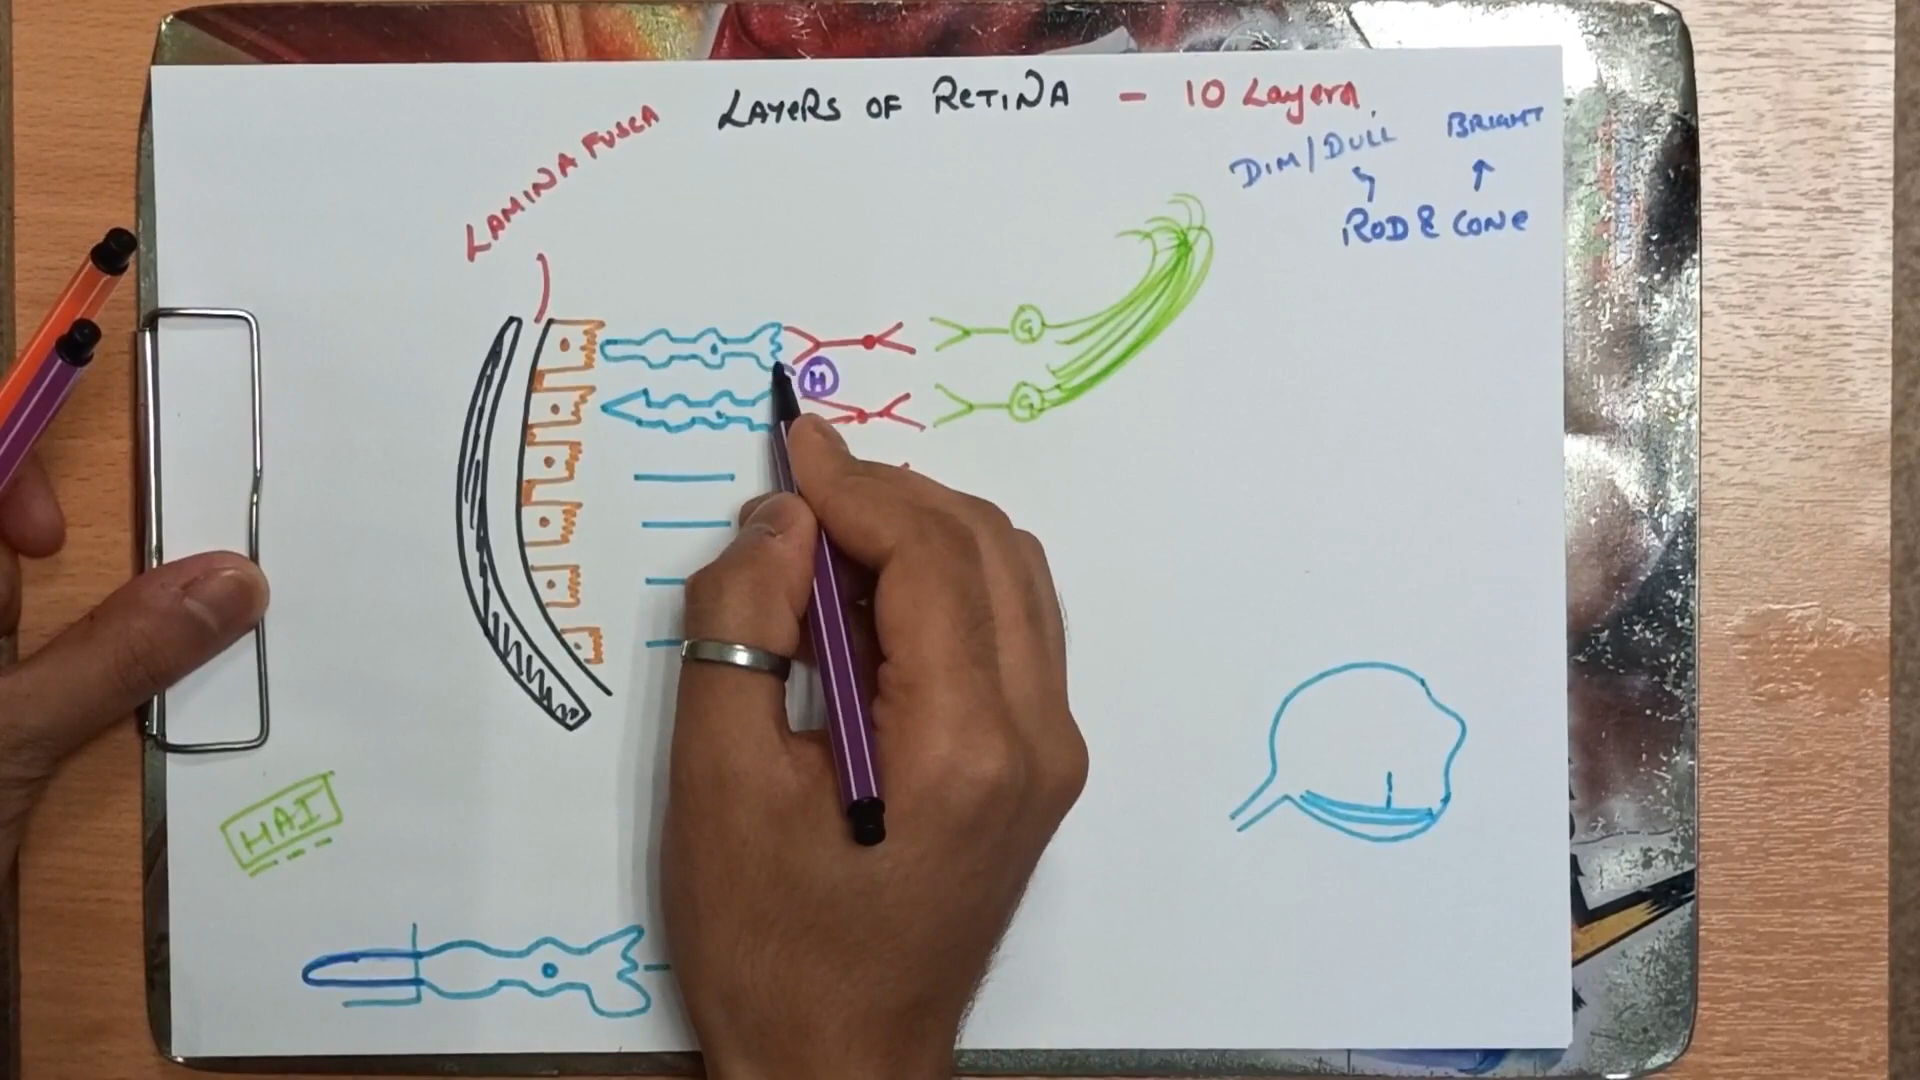 LAYERS OF RETINA - 10 Layers
LAMINA FUSCA
DIM/DULL BRIGHT
ROD & CONE
H
G
G
HAI